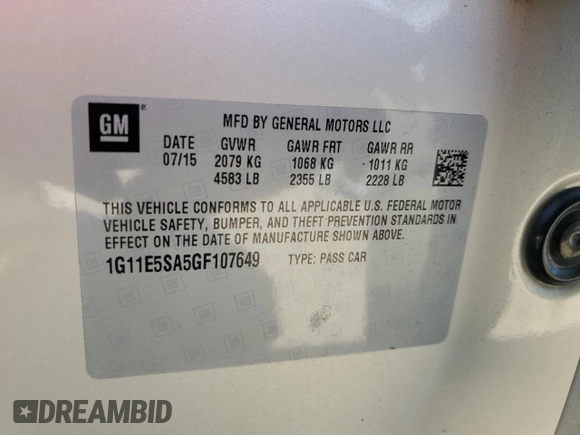 GM
MFD BY GENERAL MOTORS LLC
DATE GVWR GAWR FRT GAWR RR
07/15 2079 KG 1068 KG 1011 KG
4583 LB 2355 LB 2228 LB
THIS VEHICLE CONFORMS TO ALL APPLICABLE U.S. FEDERAL MOTOR
VEHICLE SAFETY, BUMPER, AND THEFT PREVENTION STANDARDS IN
EFFECT ON THE DATE OF MANUFACTURE SHOWN ABOVE.
1G11E5SA5GF107649 TYPE: PASS CAR
DREAMBID